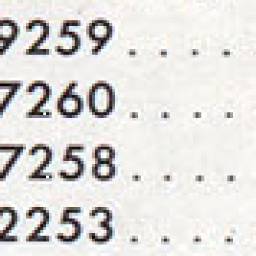 9259 . . . .
7260 . . . .
7258 . . . .
2253 . . . .